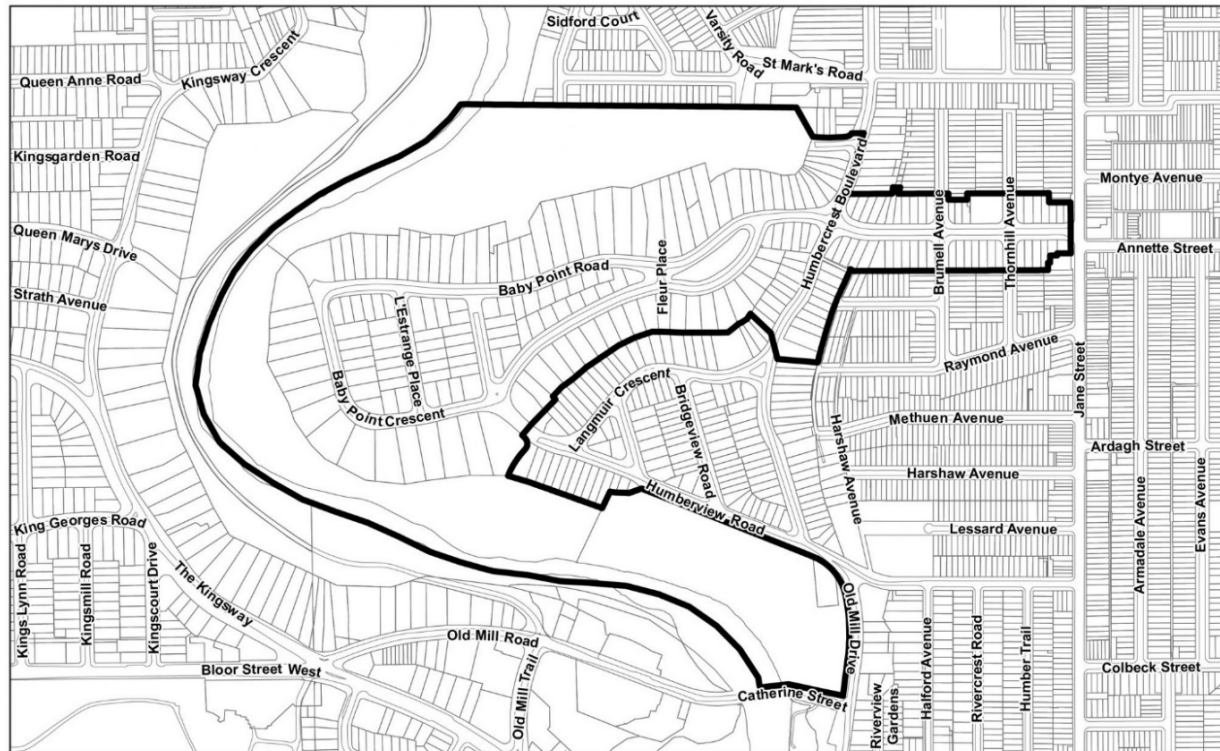 Sidford Court
Varsity Road
St Mark's Road
Queen Anne Road
Kingsway Crescent
Kingsgarden Road
Humbercrest Boulevard
Montye Avenue
Brumell Avenue
Thornhill Avenue
Queen Marys Drive
Annette Street
Strath Avenue
Baby Point Road
Fleur Place
L'Estrange Place
Baby Point Crescent
Langmuir Crescent
Bridgeview Road
Raymond Avenue
Jane Street
Methuen Avenue
Harshaw Avenue
Ardagh Street
Harshaw Avenue
Humberview Road
Armadale Avenue
Evans Avenue
King Georges Road
Lessard Avenue
Kings Lynn Road
Kingsmill Road
Kingscourt Drive
The Kingsway
Old Mill Road
Old Mill Drive
Bloor Street West
Old Mill Trail
Catherine Street
Riverview
Gardens
Halford Avenue
Rivercrest Road
Humber Trail
Colbeck Street